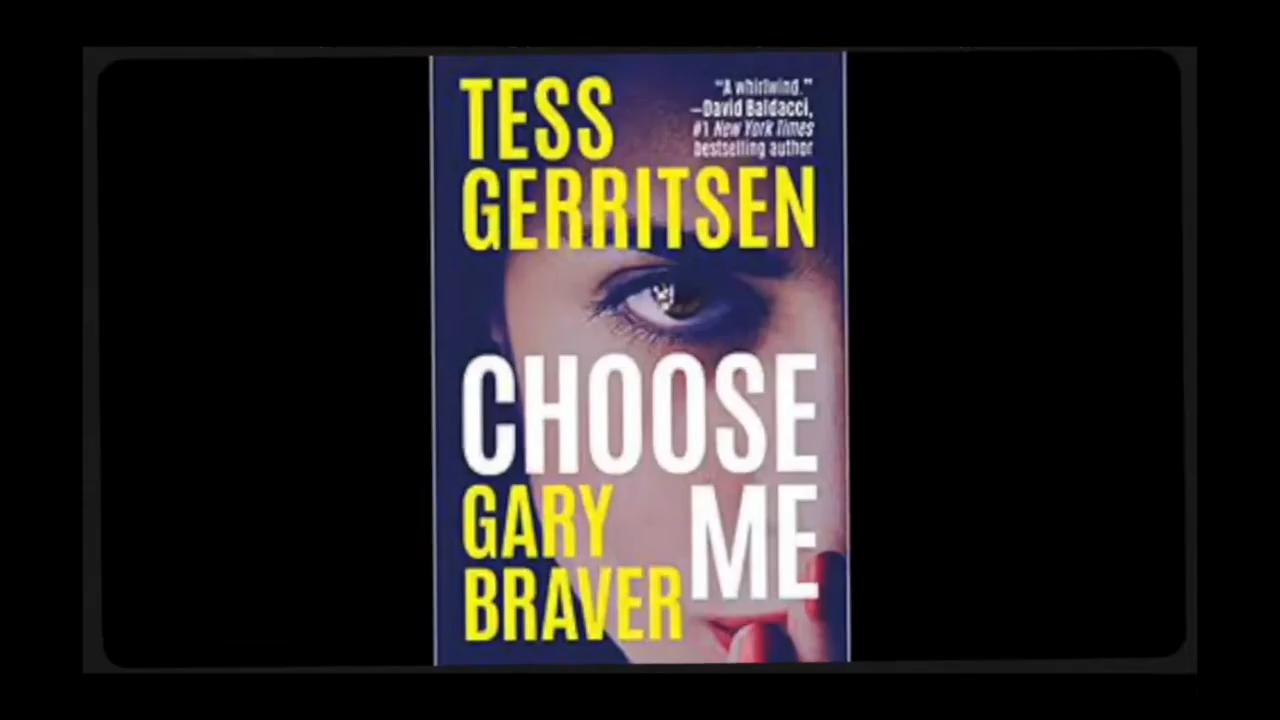 TESS
GERRITSEN
"A whirlwind."
—David Baldacci,
#1 New York Times
bestselling author
CHOOSE
ME
GARY
BRAVER